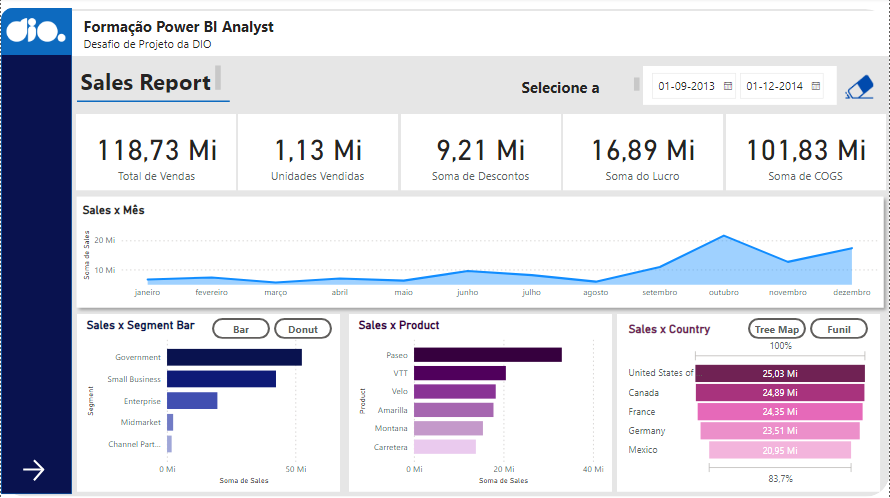 dio.
Formação Power BI Analyst
Desafio de Projeto da DIO
Sales Report
Selecione a
01-09-2013
01-12-2014
118,73 Mi
Total de Vendas
1,13 Mi
Unidades Vendidas
9,21 Mi
Soma de Descontos
16,89 Mi
Soma do Lucro
101,83 Mi
Soma de COGS
Sales x Mês
Soma de Sales
20 Mi
10 Mi
janeiro fevereiro março abril maio junho julho agosto setembro outubro novembro dezembro
Sales x Segment Bar
Bar
Donut
Segment
Government
Small Business
Enterprise
Midmarket
Channel Part...
0 Mi 50 Mi
Soma de Sales
Sales x Product
Product
Paseo
VTT
Velo
Amarilla
Montana
Carretera
0 Mi 20 Mi 40 Mi
Soma de Sales
Sales x Country
Tree Map
Funil
100%
United States of 25,03 Mi
Canada 24,89 Mi
France 24,35 Mi
Germany 23,51 Mi
Mexico 20,95 Mi
83,7%